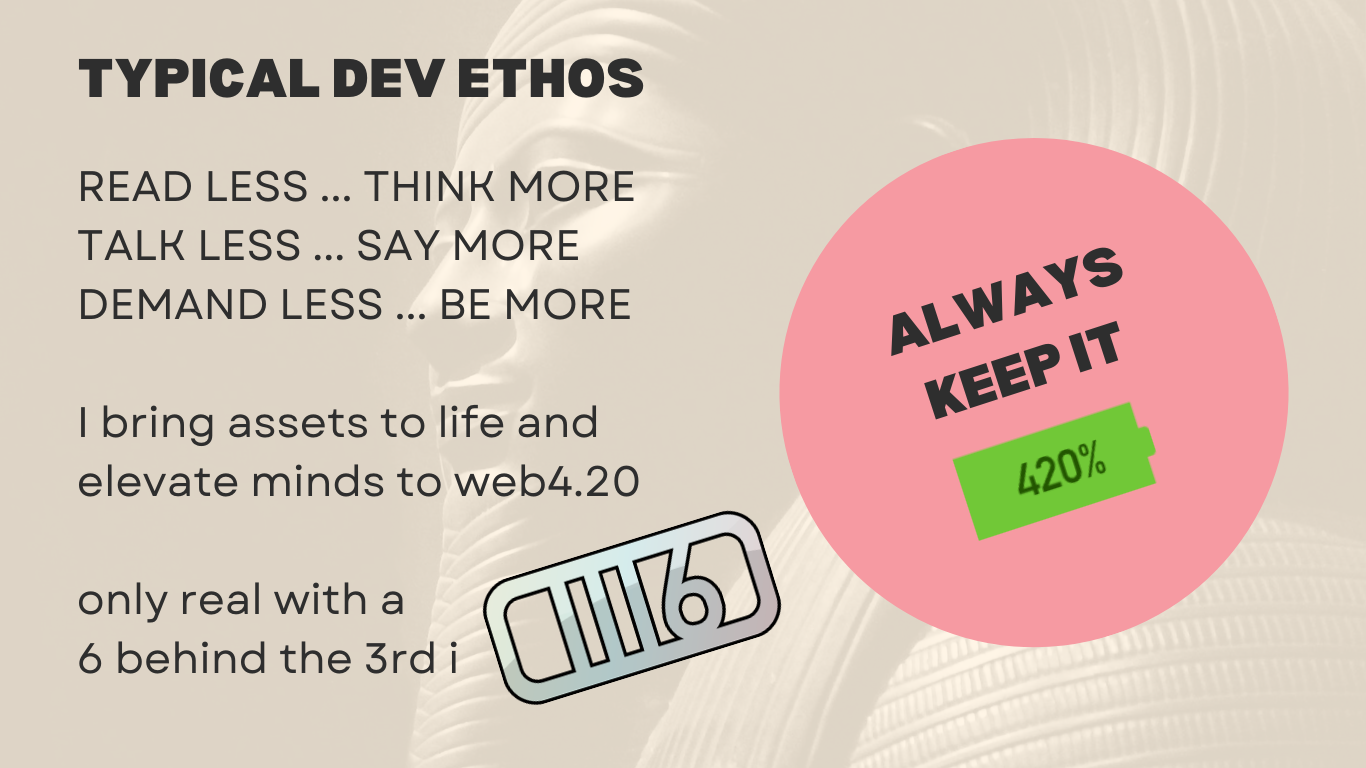 TYPICAL DEV ETHOS
READ LESS ... THINK MORE
TALK LESS ... SAY MORE
DEMAND LESS ... BE MORE
I bring assets to life and
elevate minds to web4.20
only real with a
6 behind the 3rd i
III6
ALWAYS
KEEP IT
420%